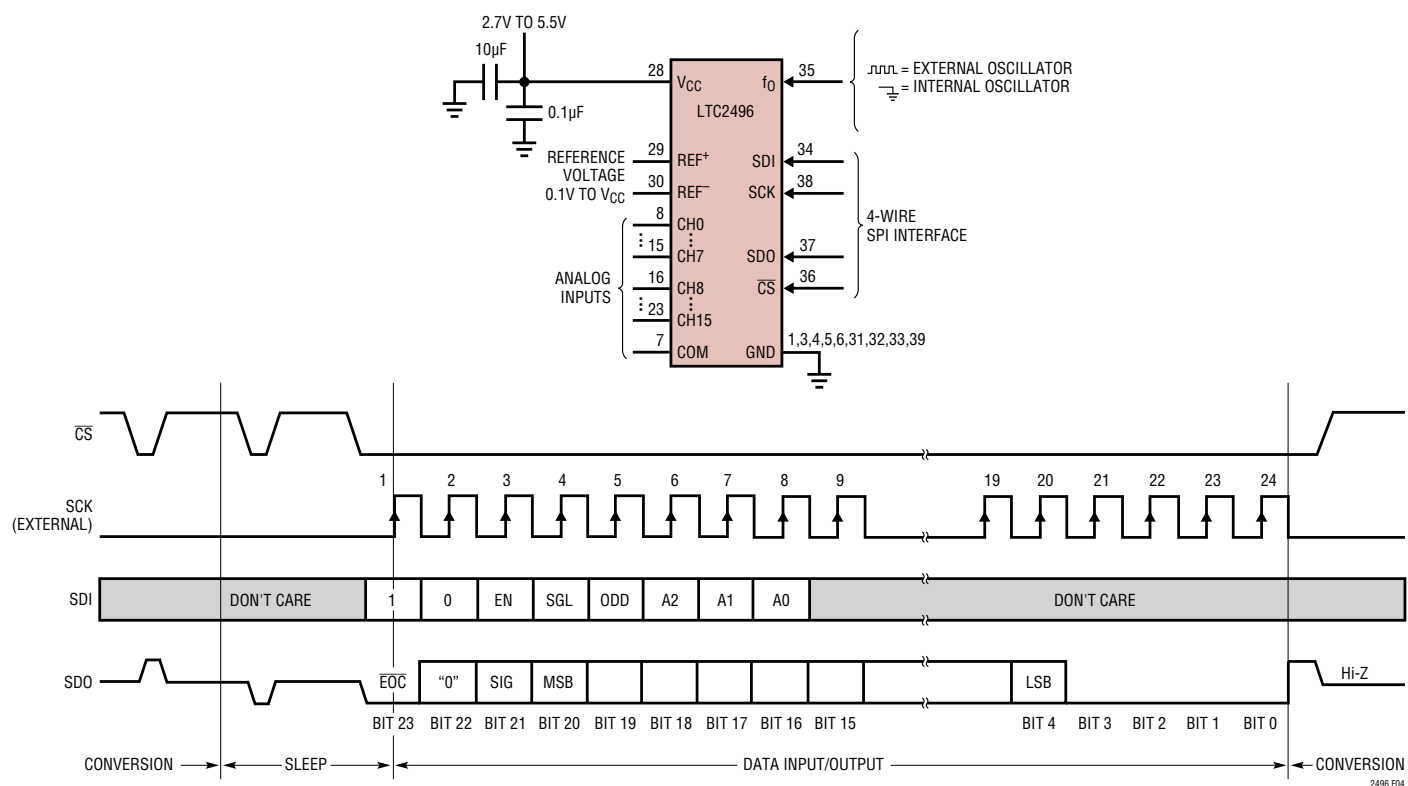 2.7V TO 5.5V
10µF
0.1µF
28
VCC
f0
35
= EXTERNAL OSCILLATOR
= INTERNAL OSCILLATOR
LTC2496
REFERENCE
VOLTAGE
0.1V TO VCC
29
REF+
30
REF−
SDI
34
SCK
38
4-WIRE
SPI INTERFACE
ANALOG
INPUTS
8
CH0
15
CH7
16
CH8
23
CH15
7
COM
SDO
37
CS
36
GND
1,3,4,5,6,31,32,33,39
CS
SCK
(EXTERNAL)
1 2 3 4 5 6 7 8 9 19 20 21 22 23 24
SDI
DON'T CARE 1 0 EN SGL ODD A2 A1 A0 DON'T CARE
SDO
EOC "0" SIG MSB LSB Hi-Z
BIT 23 BIT 22 BIT 21 BIT 20 BIT 19 BIT 18 BIT 17 BIT 16 BIT 15 BIT 4 BIT 3 BIT 2 BIT 1 BIT 0
CONVERSION SLEEP DATA INPUT/OUTPUT CONVERSION
2496 F04